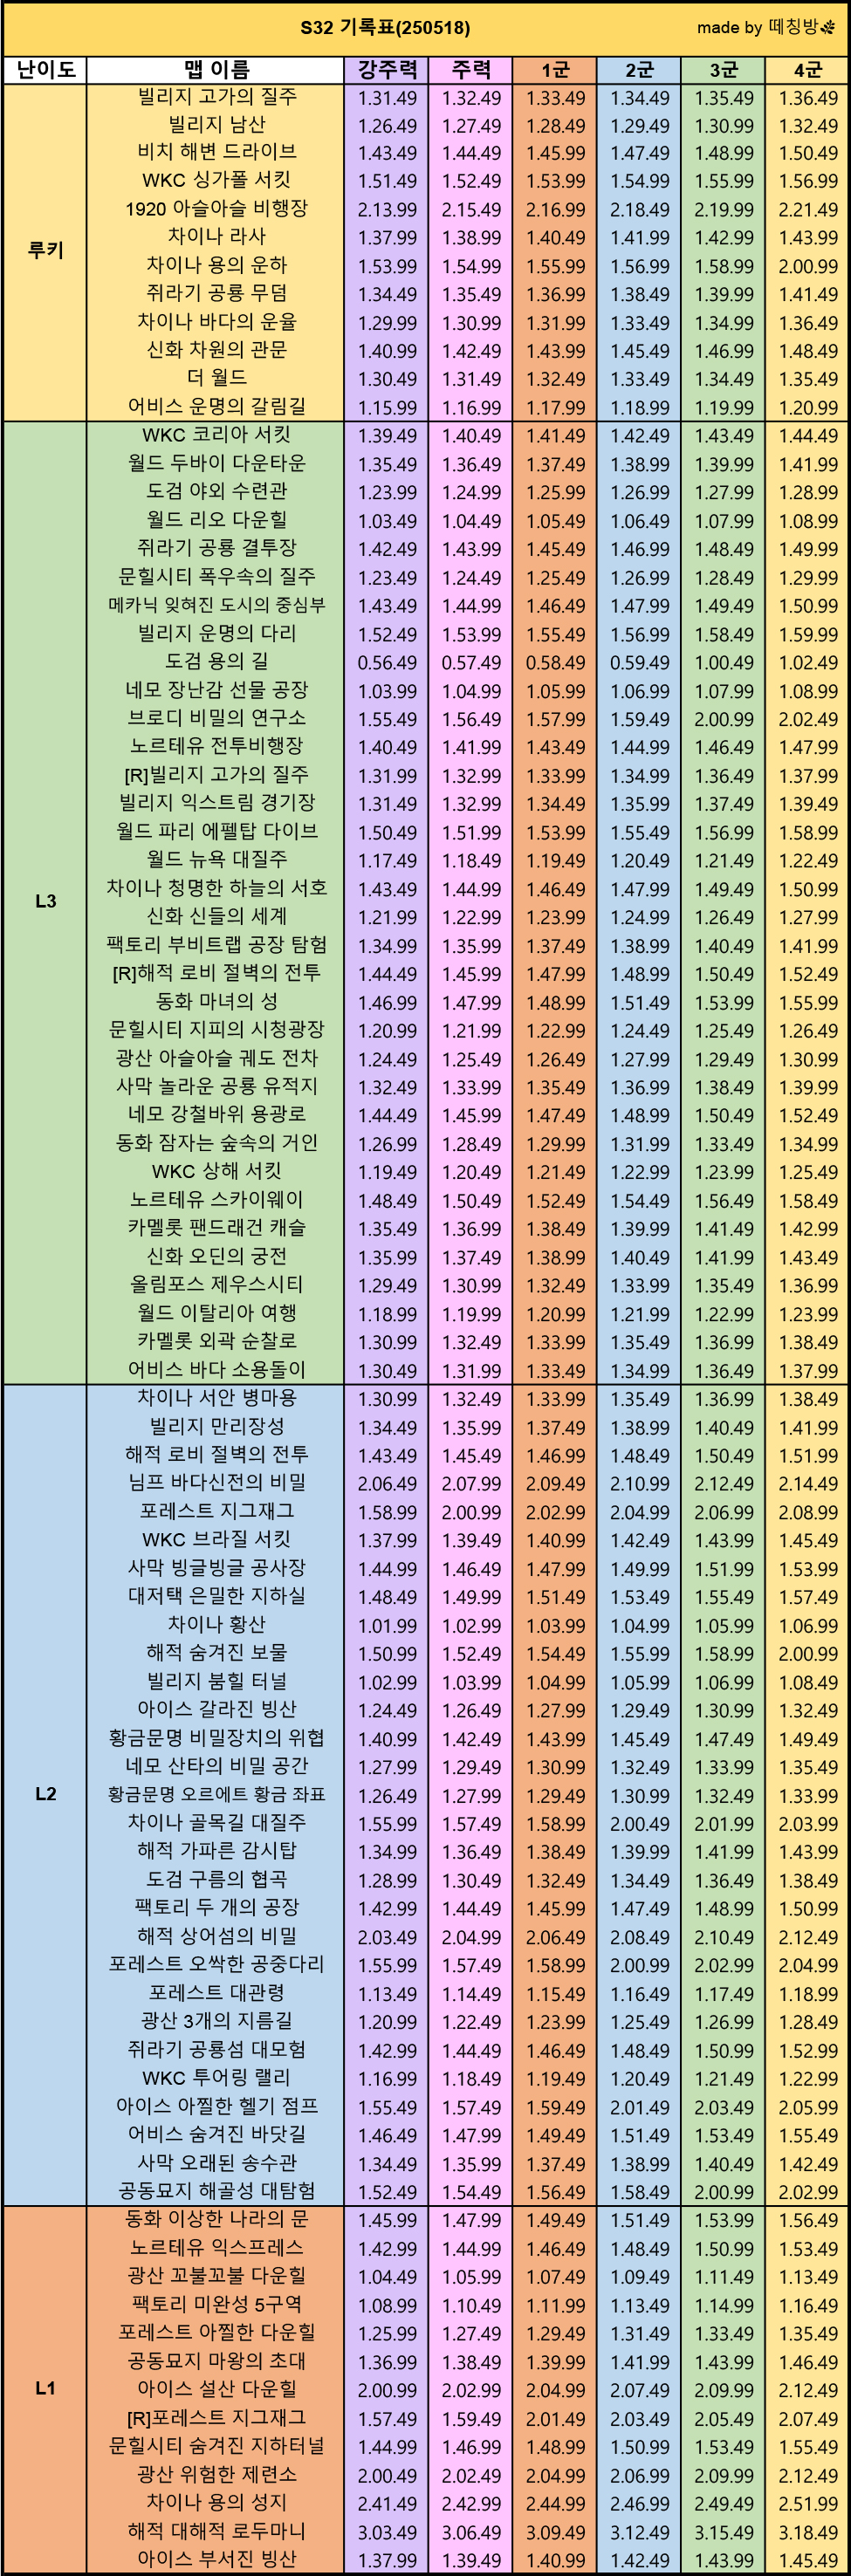 S32 기록표(250518) made by 떼칭방
난이도 맵 이름 강주력 주력 1군 2군 3군 4군
빌리지 고가의 질주 1.31.49 1.32.49 1.33.49 1.34.49 1.35.49 1.36.49
빌리지 남산 1.26.49 1.27.49 1.28.49 1.29.49 1.30.99 1.32.49
비치 해변 드라이브 1.43.49 1.44.49 1.45.99 1.47.49 1.48.99 1.50.49
WKC 싱가폴 서킷 1.51.49 1.52.49 1.53.99 1.54.99 1.55.99 1.56.99
1920 아슬아슬 비행장 2.13.99 2.15.49 2.16.99 2.18.49 2.19.99 2.21.49
차이나 라사 1.37.99 1.38.99 1.40.49 1.41.99 1.42.99 1.43.99
루키
차이나 용의 운하 1.53.99 1.54.99 1.55.99 1.56.99 1.58.99 2.00.99
쥐라기 공룡 무덤 1.34.49 1.35.49 1.36.99 1.38.49 1.39.99 1.41.49
차이나 바다의 운율 1.29.99 1.30.99 1.31.99 1.33.49 1.34.99 1.36.49
신화 차원의 관문 1.40.99 1.42.49 1.43.99 1.45.49 1.46.99 1.48.49
더 월드 1.30.49 1.31.49 1.32.49 1.33.49 1.34.49 1.35.49
어비스 운명의 갈림길 1.15.99 1.16.99 1.17.99 1.18.99 1.19.99 1.20.99
WKC 코리아 서킷 1.39.49 1.40.49 1.41.49 1.42.49 1.43.49 1.44.49
월드 두바이 다운타운 1.35.49 1.36.49 1.37.49 1.38.99 1.39.99 1.41.99
도검 야외 수련관 1.23.99 1.24.99 1.25.99 1.26.99 1.27.99 1.28.99
월드 리오 다운힐 1.03.49 1.04.49 1.05.49 1.06.49 1.07.99 1.08.99
쥐라기 공룡 결투장 1.42.49 1.43.99 1.45.49 1.46.99 1.48.49 1.49.99
문힐시티 폭우속의 질주 1.23.49 1.24.49 1.25.49 1.26.99 1.28.49 1.29.99
메카닉 잊혀진 도시의 중심부 1.43.49 1.44.99 1.46.49 1.47.99 1.49.49 1.50.99
빌리지 운명의 다리 1.52.49 1.53.99 1.55.49 1.56.99 1.58.49 1.59.99
도검 용의 길 0.56.49 0.57.49 0.58.49 0.59.49 1.00.49 1.02.49
네모 장난감 선물 공장 1.03.99 1.04.99 1.05.99 1.06.99 1.07.99 1.08.99
브로디 비밀의 연구소 1.55.49 1.56.49 1.57.99 1.59.49 2.00.99 2.02.49
노르테유 전투비행장 1.40.49 1.41.99 1.43.49 1.44.99 1.46.49 1.47.99
[R]빌리지 고가의 질주 1.31.99 1.32.99 1.33.99 1.34.99 1.36.49 1.37.99
빌리지 익스트림 경기장 1.31.49 1.32.99 1.34.49 1.35.99 1.37.49 1.39.49
월드 파리 에펠탑 다이브 1.50.49 1.51.99 1.53.99 1.55.49 1.56.99 1.58.99
월드 뉴욕 대질주 1.17.49 1.18.49 1.19.49 1.20.49 1.21.49 1.22.49
차이나 청명한 하늘의 서호 1.43.49 1.44.99 1.46.49 1.47.99 1.49.49 1.50.99
L3
신화 신들의 세계 1.21.99 1.22.99 1.23.99 1.24.99 1.26.49 1.27.99
팩토리 부비트랩 공장 탐험 1.34.99 1.35.99 1.37.49 1.38.99 1.40.49 1.41.99
[R]해적 로비 절벽의 전투 1.44.49 1.45.99 1.47.99 1.48.99 1.50.49 1.52.49
동화 마녀의 성 1.46.99 1.47.99 1.48.99 1.51.49 1.53.99 1.55.99
문힐시티 지피의 시청광장 1.20.99 1.21.99 1.22.99 1.24.49 1.25.49 1.26.49
광산 아슬아슬 궤도 전차 1.24.49 1.25.49 1.26.49 1.27.99 1.29.49 1.30.99
사막 놀라운 공룡 유적지 1.32.49 1.33.99 1.35.49 1.36.99 1.38.49 1.39.99
네모 강철바위 용광로 1.44.49 1.45.99 1.47.49 1.48.99 1.50.49 1.52.49
동화 잠자는 숲속의 거인 1.26.99 1.28.49 1.29.99 1.31.99 1.33.49 1.34.99
WKC 상해 서킷 1.19.49 1.20.49 1.21.49 1.22.99 1.23.99 1.25.49
노르테유 스카이웨이 1.48.49 1.50.49 1.52.49 1.54.49 1.56.49 1.58.49
카멜롯 팬드래건 캐슬 1.35.49 1.36.99 1.38.49 1.39.99 1.41.49 1.42.99
신화 오딘의 궁전 1.35.99 1.37.49 1.38.99 1.40.49 1.41.99 1.43.49
올림포스 제우스시티 1.29.49 1.30.99 1.32.49 1.33.99 1.35.49 1.36.99
월드 이탈리아 여행 1.18.99 1.19.99 1.20.99 1.21.99 1.22.99 1.23.99
카멜롯 외곽 순찰로 1.30.99 1.32.49 1.33.99 1.35.49 1.36.99 1.38.49
어비스 바다 소용돌이 1.30.49 1.31.99 1.33.49 1.34.99 1.36.49 1.37.99
차이나 서안 병마용 1.30.99 1.32.49 1.33.99 1.35.49 1.36.99 1.38.49
빌리지 만리장성 1.34.49 1.35.99 1.37.49 1.38.99 1.40.49 1.41.99
해적 로비 절벽의 전투 1.43.49 1.45.49 1.46.99 1.48.49 1.50.49 1.51.99
님프 바다신전의 비밀 2.06.49 2.07.99 2.09.49 2.10.99 2.12.49 2.14.49
포레스트 지그재그 1.58.99 2.00.99 2.02.99 2.04.99 2.06.99 2.08.99
WKC 브라질 서킷 1.37.99 1.39.49 1.40.99 1.42.49 1.43.99 1.45.49
사막 빙글빙글 공사장 1.44.99 1.46.49 1.47.99 1.49.99 1.51.99 1.53.99
대저택 은밀한 지하실 1.48.49 1.49.99 1.51.49 1.53.49 1.55.49 1.57.49
차이나 황산 1.01.99 1.02.99 1.03.99 1.04.99 1.05.99 1.06.99
해적 숨겨진 보물 1.50.99 1.52.49 1.54.49 1.55.99 1.58.99 2.00.99
빌리지 붐힐 터널 1.02.99 1.03.99 1.04.99 1.05.99 1.06.99 1.08.49
아이스 갈라진 빙산 1.24.49 1.26.49 1.27.99 1.29.49 1.30.99 1.32.49
황금문명 비밀장치의 위협 1.40.99 1.42.49 1.43.99 1.45.49 1.47.49 1.49.49
네모 산타의 비밀 공간 1.27.99 1.29.49 1.30.99 1.32.49 1.33.99 1.35.49
L2
황금문명 오르에트 황금 좌표 1.26.49 1.27.99 1.29.49 1.30.99 1.32.49 1.33.99
차이나 골목길 대질주 1.55.99 1.57.49 1.58.99 2.00.49 2.01.99 2.03.99
해적 가파른 감시탑 1.34.99 1.36.49 1.38.49 1.39.99 1.41.99 1.43.99
도검 구름의 협곡 1.28.99 1.30.49 1.32.49 1.34.49 1.36.49 1.38.49
팩토리 두 개의 공장 1.42.99 1.44.49 1.45.99 1.47.49 1.48.99 1.50.99
해적 상어섬의 비밀 2.03.49 2.04.99 2.06.49 2.08.49 2.10.49 2.12.49
포레스트 오싹한 공중다리 1.55.99 1.57.49 1.58.99 2.00.99 2.02.99 2.04.99
포레스트 대관령 1.13.49 1.14.49 1.15.49 1.16.49 1.17.49 1.18.99
광산 3개의 지름길 1.20.99 1.22.49 1.23.99 1.25.49 1.26.99 1.28.49
쥐라기 공룡섬 대모험 1.42.99 1.44.49 1.46.49 1.48.49 1.50.99 1.52.99
WKC 투어링 랠리 1.16.99 1.18.49 1.19.49 1.20.49 1.21.49 1.22.99
아이스 아찔한 헬기 점프 1.55.49 1.57.49 1.59.49 2.01.49 2.03.49 2.05.99
어비스 숨겨진 바닷길 1.46.49 1.47.99 1.49.49 1.51.49 1.53.49 1.55.49
사막 오래된 송수관 1.34.49 1.35.99 1.37.49 1.38.99 1.40.49 1.42.49
공동묘지 해골성 대탐험 1.52.49 1.54.49 1.56.49 1.58.49 2.00.99 2.02.99
동화 이상한 나라의 문 1.45.99 1.47.99 1.49.49 1.51.49 1.53.99 1.56.49
노르테유 익스프레스 1.42.99 1.44.99 1.46.49 1.48.49 1.50.99 1.53.49
광산 꼬불꼬불 다운힐 1.04.49 1.05.99 1.07.49 1.09.49 1.11.49 1.13.49
팩토리 미완성 5구역 1.08.99 1.10.49 1.11.99 1.13.49 1.14.99 1.16.49
포레스트 아찔한 다운힐 1.25.99 1.27.49 1.29.49 1.31.49 1.33.49 1.35.49
공동묘지 마왕의 초대 1.36.99 1.38.49 1.39.99 1.41.99 1.43.99 1.46.49
L1
아이스 설산 다운힐 2.00.99 2.02.99 2.04.99 2.07.49 2.09.99 2.12.49
[R]포레스트 지그재그 1.57.49 1.59.49 2.01.49 2.03.49 2.05.49 2.07.49
문힐시티 숨겨진 지하터널 1.44.99 1.46.99 1.48.99 1.50.99 1.53.49 1.55.49
광산 위험한 제련소 2.00.49 2.02.49 2.04.99 2.06.99 2.09.99 2.12.49
차이나 용의 성지 2.41.49 2.42.99 2.44.99 2.46.99 2.49.49 2.51.99
해적 대해적 로두마니 3.03.49 3.06.49 3.09.49 3.12.49 3.15.49 3.18.49
아이스 부서진 빙산 1.37.99 1.39.49 1.40.99 1.42.49 1.43.99 1.45.49